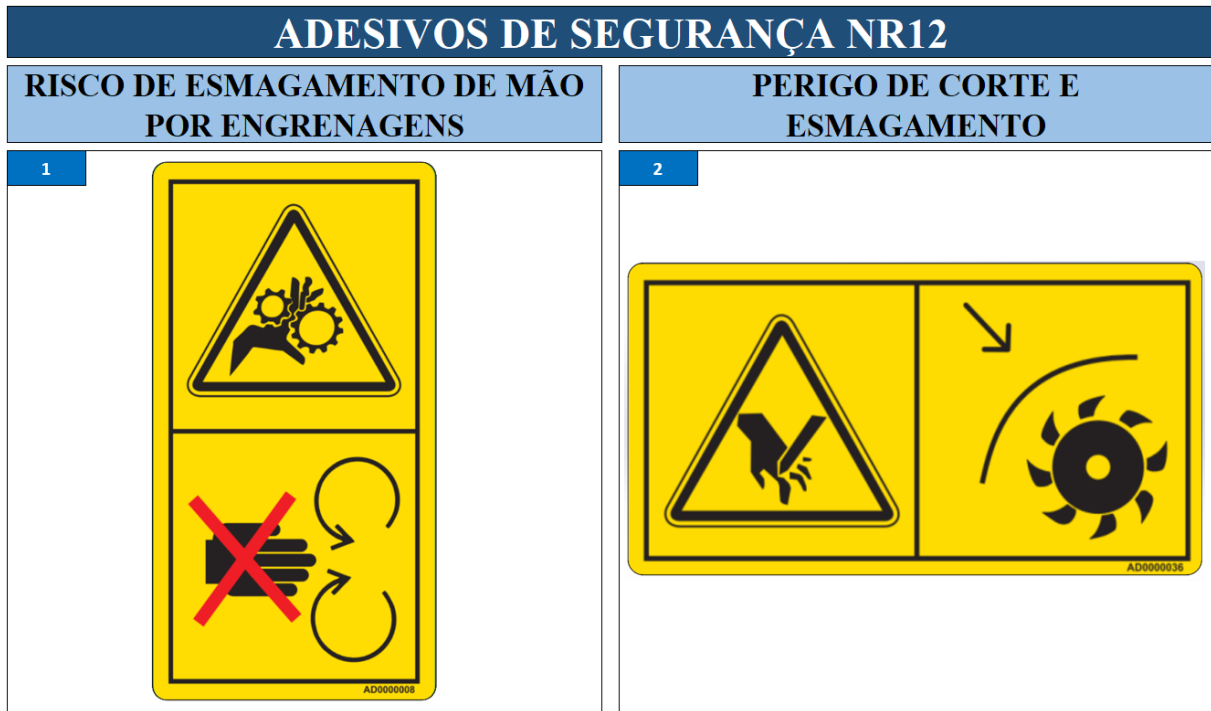 ADESIVOS DE SEGURANÇA NR12
RISCO DE ESMAGAMENTO DE MÃO
POR ENGRENAGENS
PERIGO DE CORTE E
ESMAGAMENTO
1
2
AD0000008
AD0000036